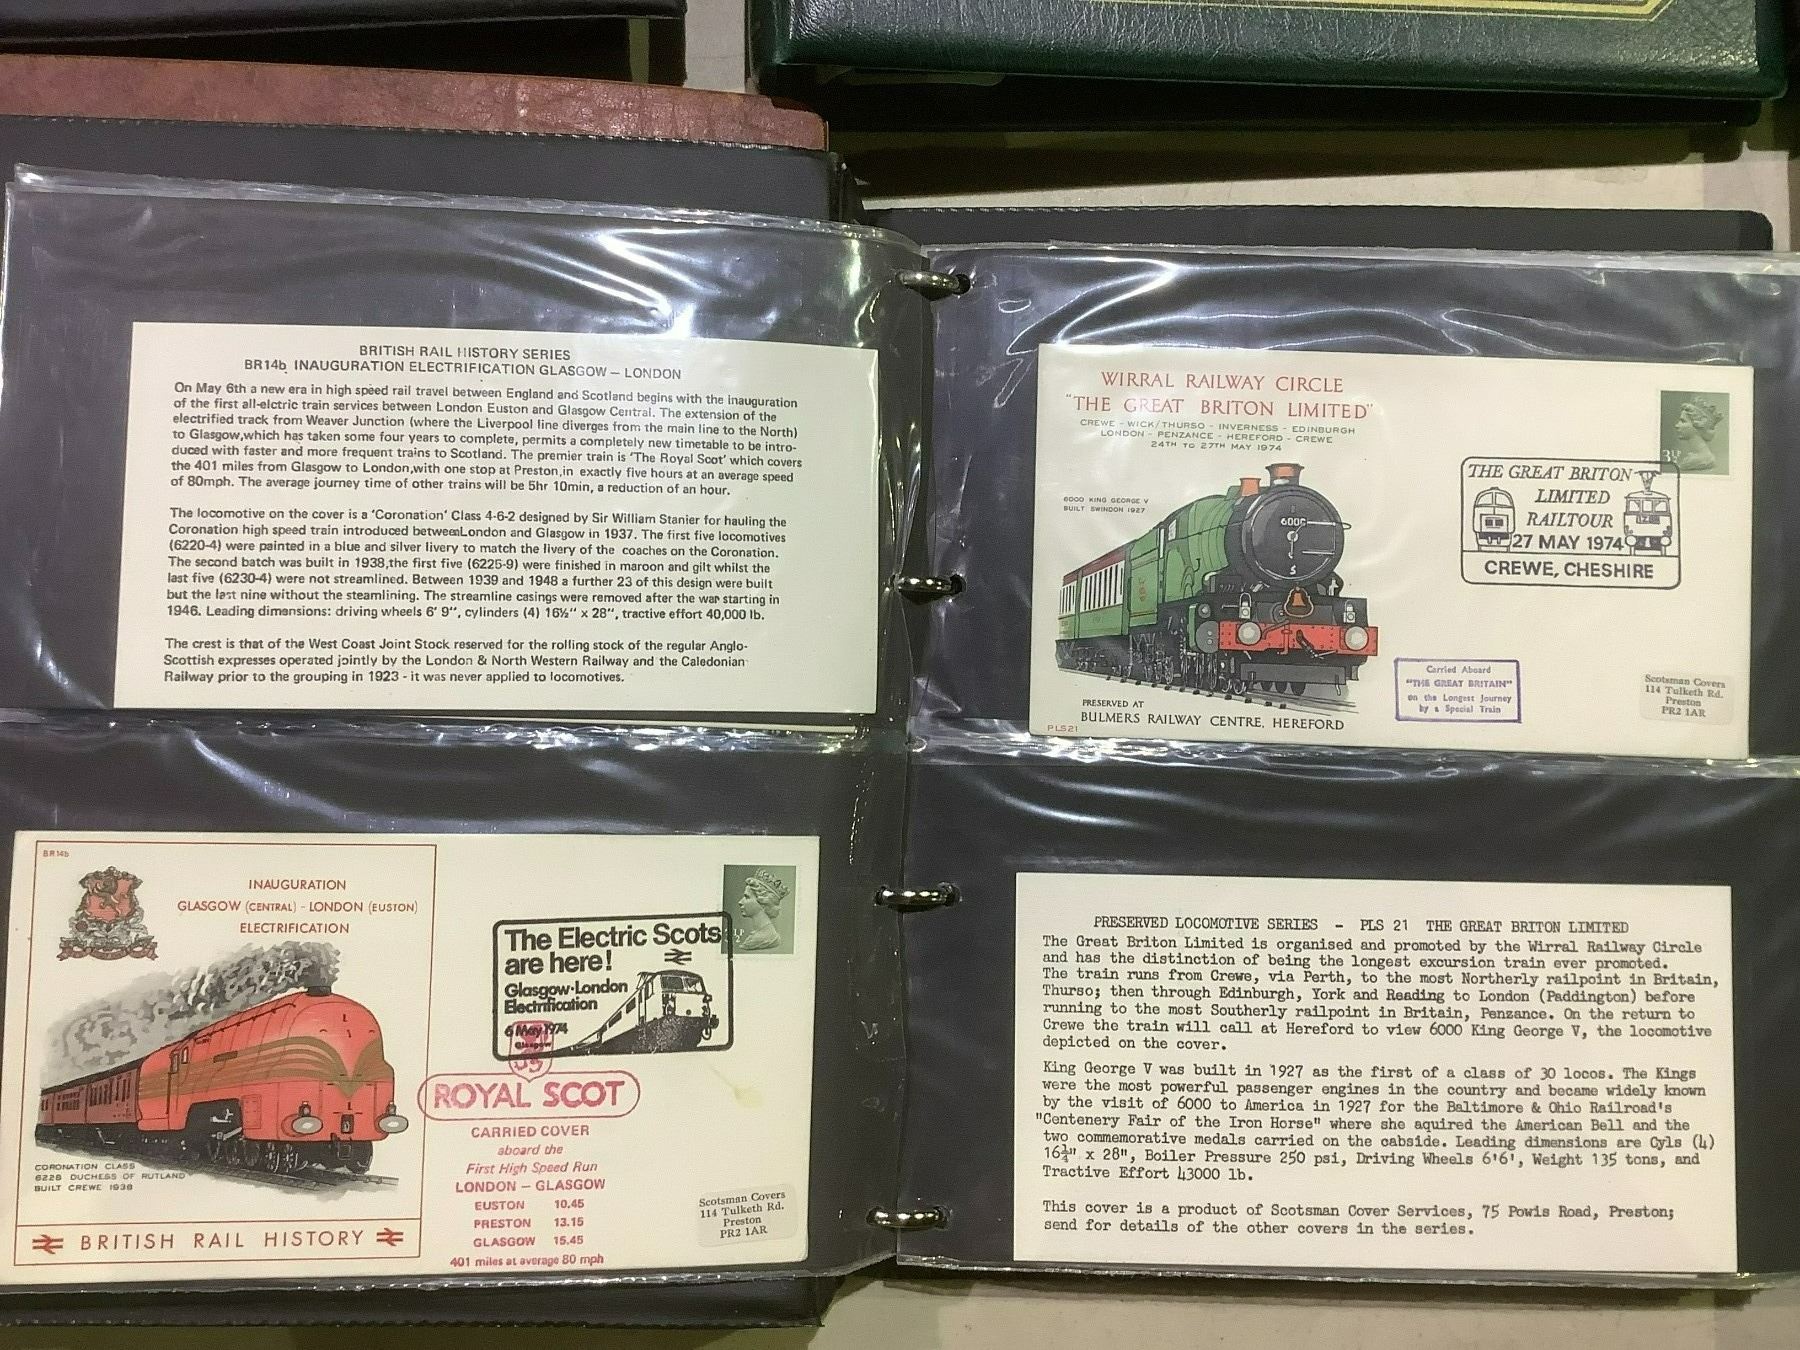 BRITISH RAIL HISTORY SERIES
BR14b INAUGURATION ELECTRIFICATION GLASGOW – LONDON
On May 6th a new era in high speed rail travel between England and Scotland begins with the inauguration
of the first all-elctric train services between London Euston and Glasgow Central. The extension of the
electrified track from Weaver Junction (where the Liverpool line diverges from the main line to the North)
to Glasgow,which has taken some four years to complete, permits a completely new timetable to be intro-
duced with faster and more frequent trains to Scotland. The premier train is 'The Royal Scot' which covers
the 401 miles from Glasgow to London,with one stop at Preston,in exactly five hours at an average speed
of 80mph. The average journey time of other trains will be 5hr 10min, a reduction of an hour.
The locomotive on the cover is a 'Coronation' Class 4-6-2 designed by Sir William Stanier for hauling the
Coronation high speed train introduced betweenLondon and Glasgow in 1937. The first five locomotives
(6220-4) were painted in a blue and silver livery to match the livery of the coaches on the Coronation.
The second batch was built in 1938,the first five (6225-9) were finished in maroon and gilt whilst the
last five (6230-4) were not streamlined. Between 1939 and 1948 a further 23 of this design were built
but the last nine without the steamlining. The streamline casings were removed after the war starting in
1946. Leading dimensions: driving wheels 6' 9", cylinders (4) 16½" x 28", tractive effort 40,000 lb.
The crest is that of the West Coast Joint Stock reserved for the rolling stock of the regular Anglo-
Scottish expresses operated jointly by the London & North Western Railway and the Caledonian
Railway prior to the grouping in 1923 - it was never applied to locomotives.
BR14b
INAUGURATION
GLASGOW (CENTRAL) - LONDON (EUSTON)
ELECTRIFICATION
CORONATION CLASS
6228 DUCHESS OF RUTLAND
BUILT CREWE 1938
BRITISH RAIL HISTORY
The Electric Scots
are here!
Glasgow·London
Electrification
6 May 1974
Glasgow
US
ROYAL SCOT
CARRIED COVER
aboard the
First High Speed Run
LONDON – GLASGOW
EUSTON 10.45
PRESTON 13.15
GLASGOW 15.45
401 miles at average 80 mph
Scotsman Covers
114 Tulketh Rd.
Preston
PR2 1AR
WIRRAL RAILWAY CIRCLE
"THE GREAT BRITON LIMITED"
CREWE - WICK/THURSO - INVERNESS - EDINBURGH
LONDON - PENZANCE - HEREFORD - CREWE
24TH TO 27TH MAY 1974
6000 KING GEORGE V
BUILT SWINDON 1927
6000
PRESERVED AT
BULMERS RAILWAY CENTRE, HEREFORD
PLS21
3½
THE GREAT BRITON
LIMITED
RAILTOUR
27 MAY 1974
CREWE, CHESHIRE
Carried Aboard
"THE GREAT BRITAIN"
on the Longest Journey
by a Special Train
Scotsman Covers
114 Tulketh Rd.
Preston
PR2 1AR
PRESERVED LOCOMOTIVE SERIES - PLS 21 THE GREAT BRITON LIMITED
The Great Briton Limited is organised and promoted by the Wirral Railway Circle
and has the distinction of being the longest excursion train ever promoted.
The train runs from Crewe, via Perth, to the most Northerly railpoint in Britain,
Thurso; then through Edinburgh, York and Reading to London (Paddington) before
running to the most Southerly railpoint in Britain, Penzance. On the return to
Crewe the train will call at Hereford to view 6000 King George V, the locomotive
depicted on the cover.
King George V was built in 1927 as the first of a class of 30 locos. The Kings
were the most powerful passenger engines in the country and became widely known
by the visit of 6000 to America in 1927 for the Baltimore & Ohio Railroad's
"Centenery Fair of the Iron Horse" where she aquired the American Bell and the
two commemorative medals carried on the cabside. Leading dimensions are Cyls (4)
16¼" x 28", Boiler Pressure 250 psi, Driving Wheels 6'6', Weight 135 tons, and
Tractive Effort 43000 lb.
This cover is a product of Scotsman Cover Services, 75 Powis Road, Preston;
send for details of the other covers in the series.